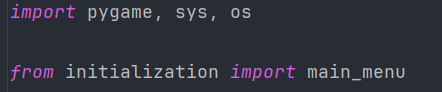 import pygame, sys, os
from initialization import main_menu